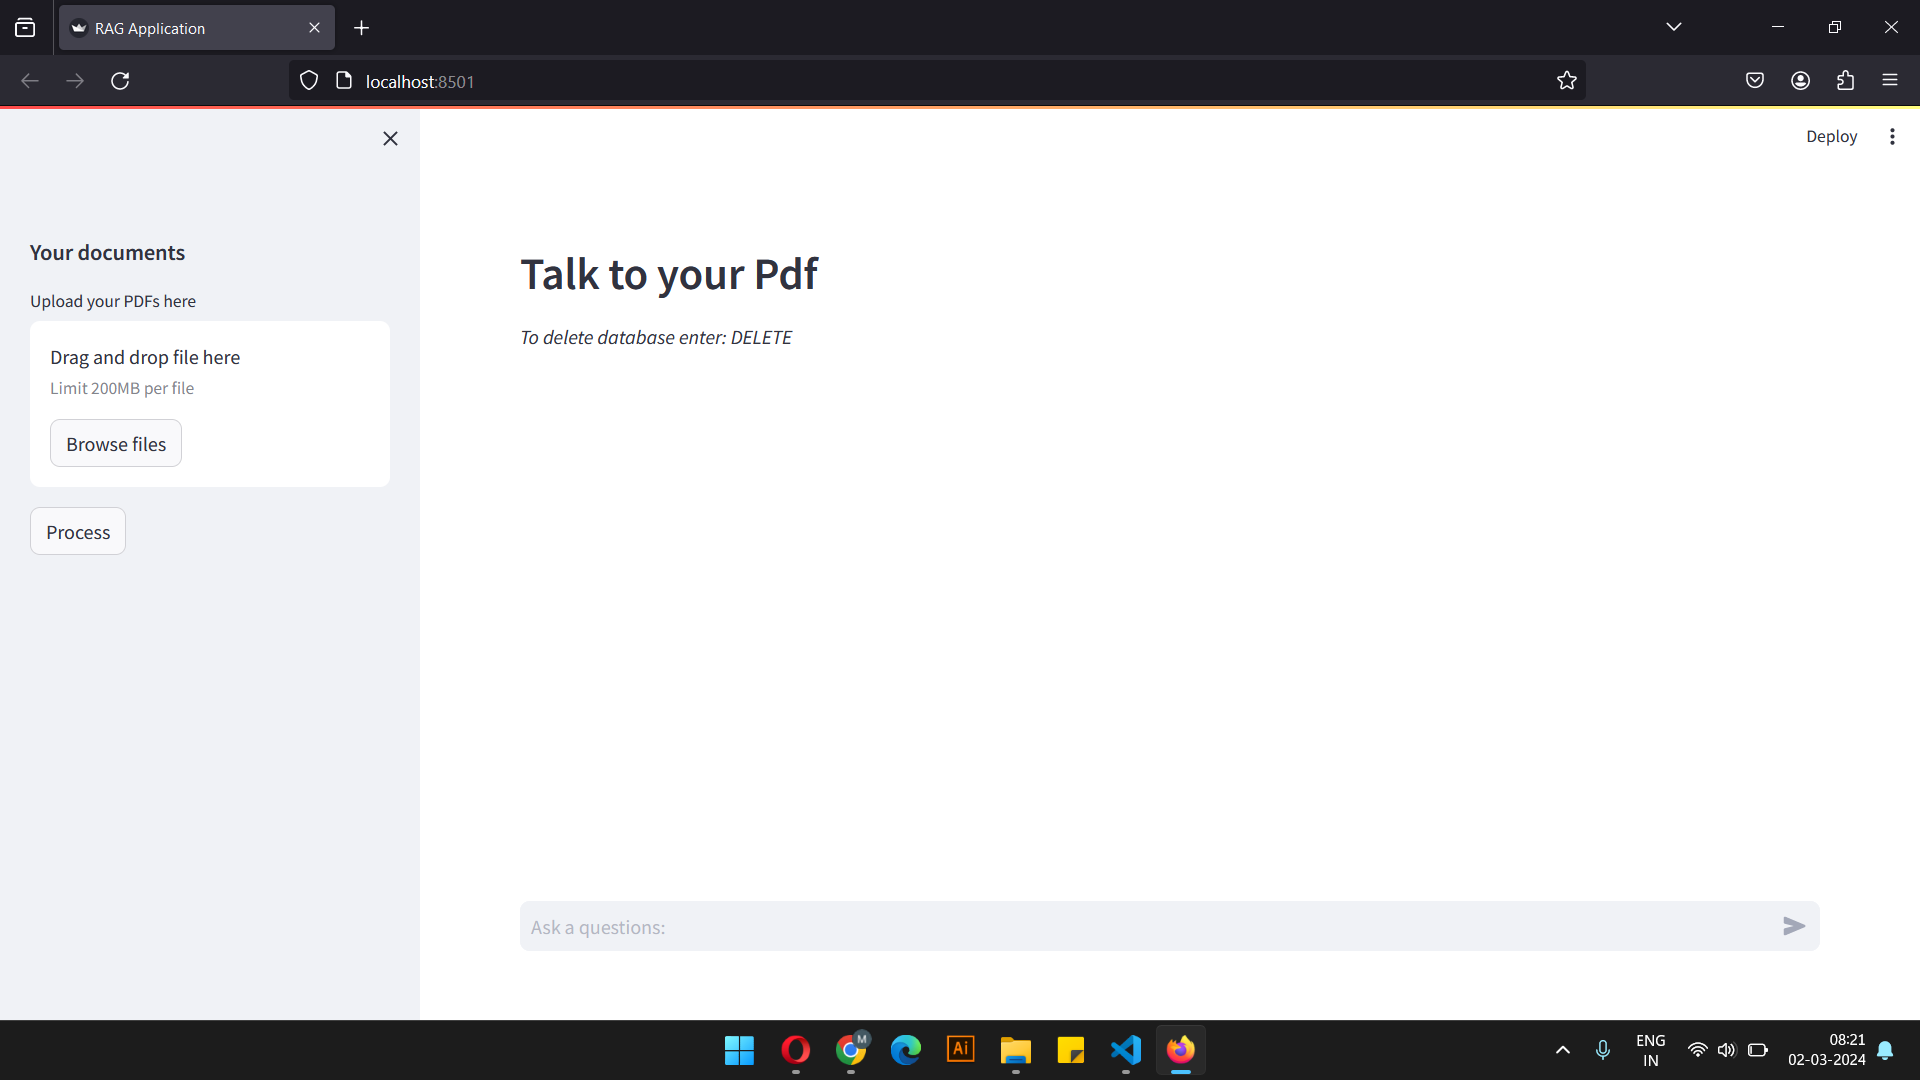 RAG Application
localhost:8501
Deploy
Your documents
Upload your PDFs here
Drag and drop file here
Limit 200MB per file
Browse files
Process
Talk to your Pdf
To delete database enter: DELETE
Ask a questions:
M
Ai
ENG
IN
08:21
02-03-2024